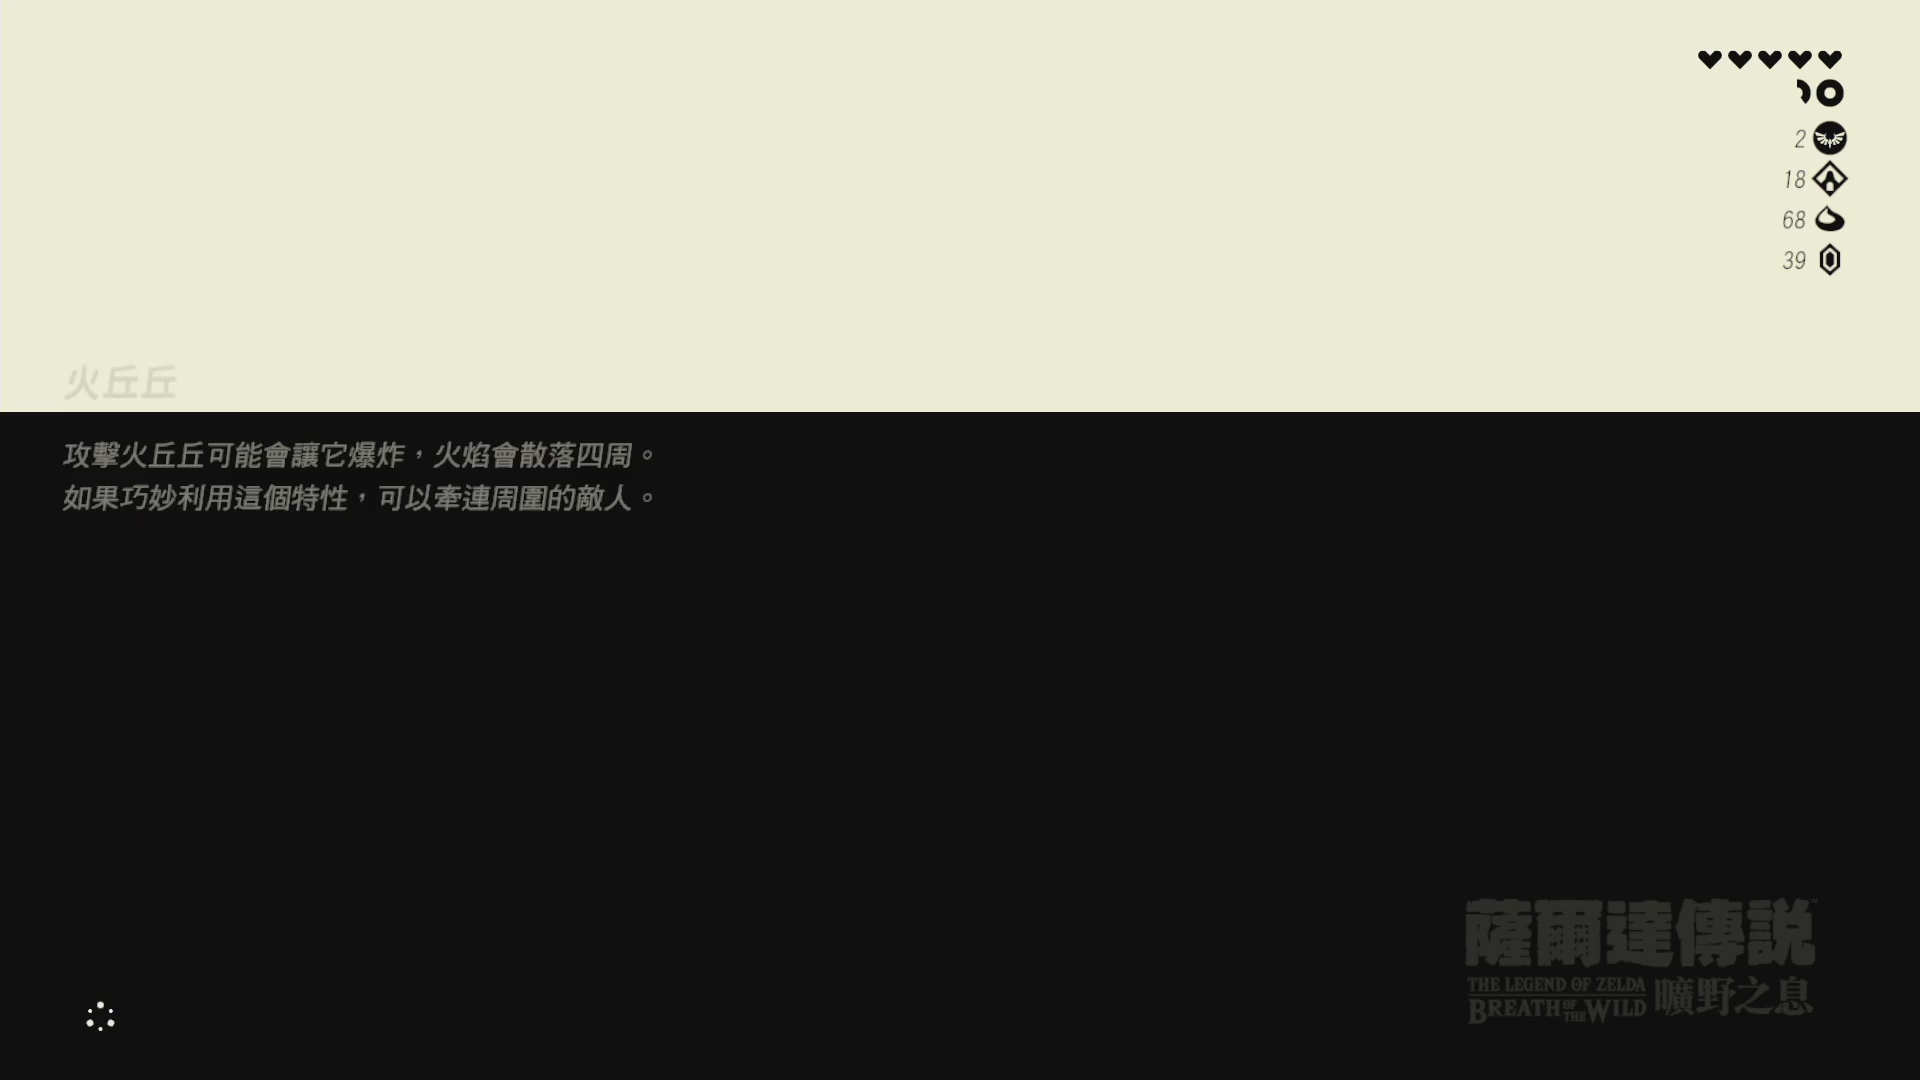 2
18
68
39
火丘丘
攻擊火丘丘可能會讓它爆炸，火焰會散落四周。
如果巧妙利用這個特性，可以牽連周圍的敵人。
薩爾達傳説™
THE LEGEND OF ZELDA
BREATH OF THE WILD 曠野之息